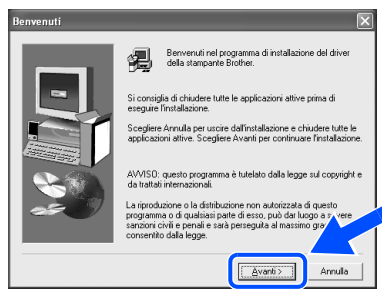 Benvenuti
Benvenuti nel programma di installazione del driver
della stampante Brother.
Si consiglia di chiudere tutte le applicazioni attive prima di
eseguire l'installazione.
Scegliere Annulla per uscire dall'installazione e chiudere tutte le
applicazioni attive. Scegliere Avanti per continuare l'installazione.
AVVISO: questo programma è tutelato dalla legge sul copyright e
da trattati internazionali.
La riproduzione o la distribuzione non autorizzata di questo
programma o di qualsiasi parte di esso, può dar luogo a
sanzioni civili e penali e sarà perseguita al massimo
consentito dalla legge.
Avanti >
Annulla